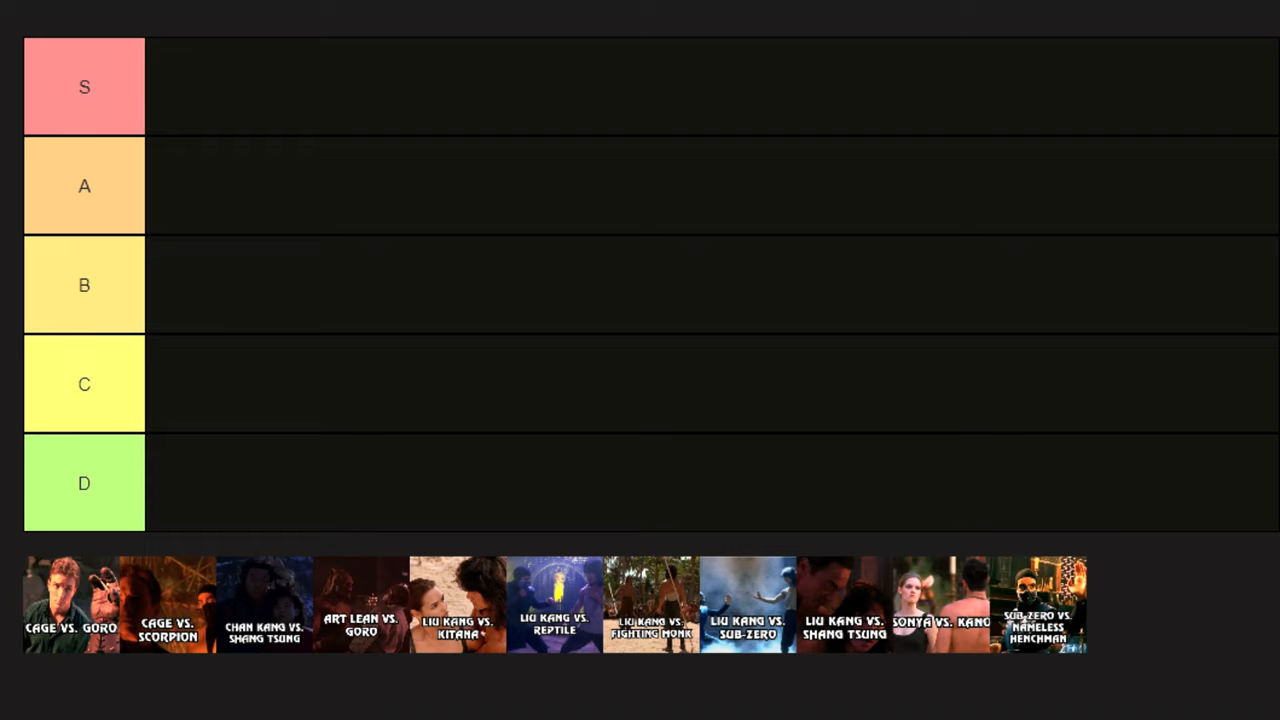 S
A
B
C
D
CAGE VS. GORO
CAGE VS.
SCORPION
CHAN KANG VS.
SHANG TSUNG
ART LEAN VS.
GORO
LIU KANG VS.
KITANA
LIU KANG VS.
REPTILE
LIU KANG VS.
FIGHTING MONK
LIU KANG VS.
SUB-ZERO
LIU KANG VS.
SHANG TSUNG
SONYA VS. KANO
SUB-ZERO VS.
NAMELESS
HENCHMAN